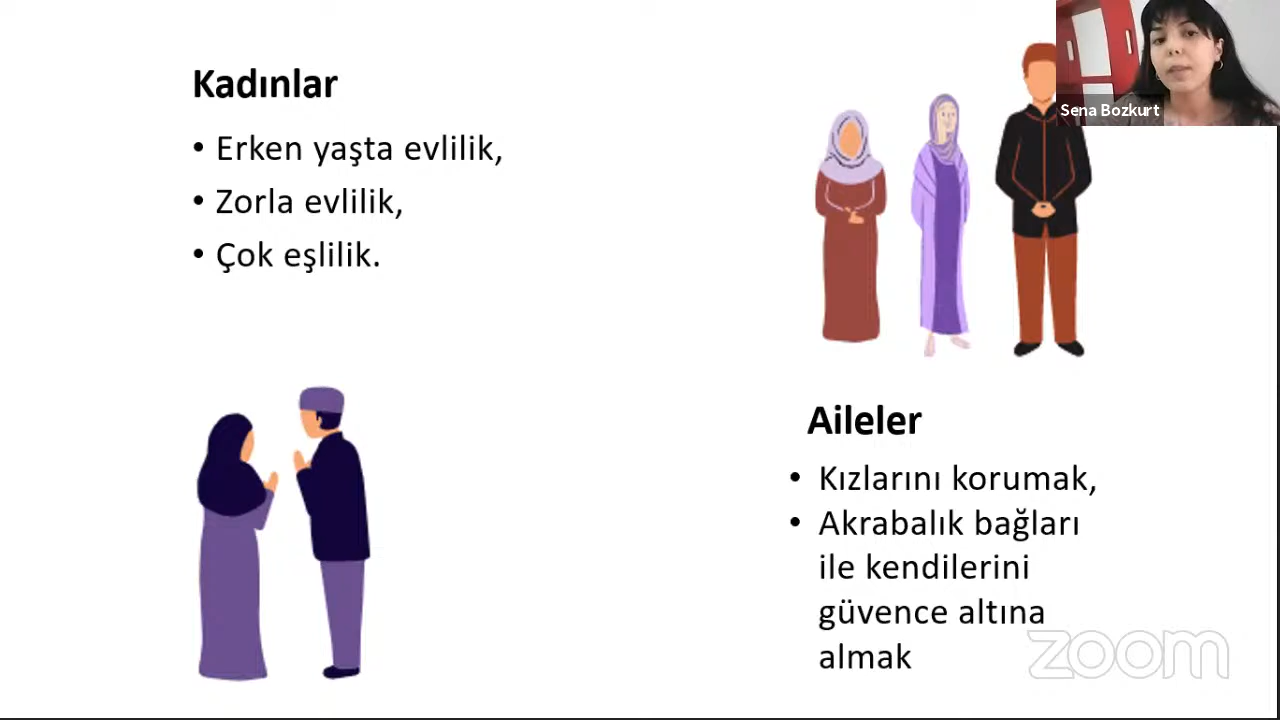 Kadınlar
• Erken yaşta evlilik,
• Zorla evlilik,
• Çok eşlilik.
Sena Bozkurt
Aileler
• Kızlarını korumak,
• Akrabalık bağları
ile kendilerini
güvence altına
almak
zoom